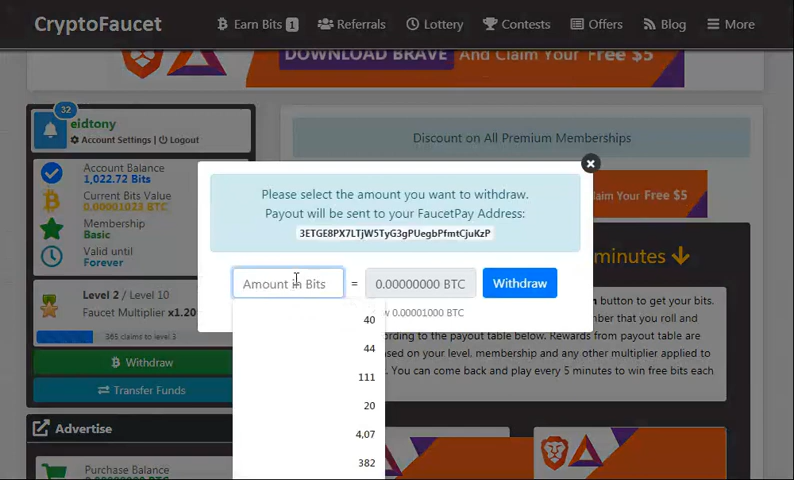 CryptoFaucet
Earn Bits 1
Referrals
Lottery
Contests
Offers
Blog
More
DOWNLOAD BRAVE And Claim Your Free $5
32
eidtony
Account Settings | Logout
Account Balance
1,022.72 Bits
Current Bits Value
0.00001023 BTC
Membership
Basic
Valid until
Forever
Level 2 / Level 10
Faucet Multiplier x1.20
365 claims to level 3
Withdraw
Transfer Funds
Advertise
Purchase Balance
Discount on All Premium Memberships
Claim Your Free $5
Please select the amount you want to withdraw.
Payout will be sent to your FaucetPay Address:
3ETGE8PX7LTjW5TyG3gPUegbPfmtCjuKzP
Amount in Bits = 0.00000000 BTC Withdraw
0.00001000 BTC
40
44
111
20
4,07
382
minutes
button to get your bits.
mber that you roll and
cording to the payout table below. Rewards from payout table are
sed on your level, membership and any other multiplier applied to
You can come back and play every 5 minutes to win free bits each